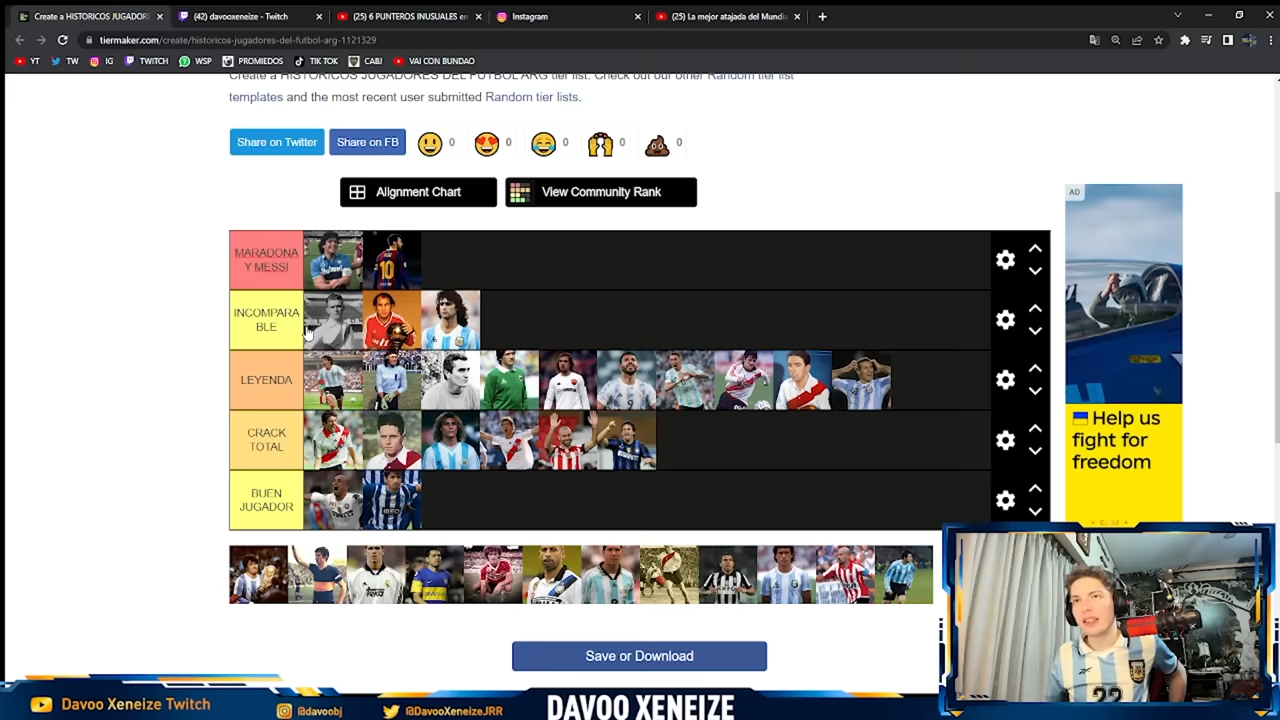 Create a HISTORICOS JUGADORE
(42) davooxeneize - Twitch
(25) 6 PUNTEROS INUSUALES en
Instagram
(25) La mejor atajada del Mundia
tiermaker.com/create/historicos-jugadores-del-futbol-arg-1121329
YT
TW
IG
TWITCH
WSP
PROMIEDOS
TIK TOK
CABJ
VAI CON BUNDAO
Create a HISTORICOS JUGADORES DEL FUTBOL ARG tier list. Check out our other Random tier list
templates and the most recent user submitted Random tier lists.
Share on Twitter
Share on FB
0
0
0
0
0
Alignment Chart
View Community Rank
AD
MARADONA
Y MESSI
10
INCOMPARA
BLE
LEYENDA
CRACK
TOTAL
BUEN
JUGADOR
Help us
fight for
freedom
Save or Download
22
Davoo Xeneize Twitch
@davoobj
@DavooXeneizeJRR
DAVOO XENEIZE